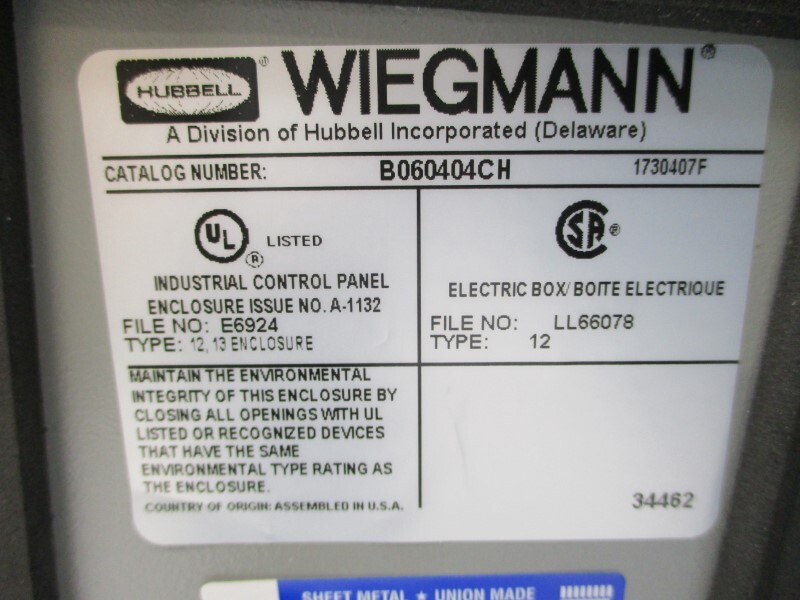 HUBBELL ® WIEGMANN ®
A Division of Hubbell Incorporated (Delaware)
CATALOG NUMBER: B060404CH 1730407F
UL ® LISTED
INDUSTRIAL CONTROL PANEL
ENCLOSURE ISSUE NO. A-1132
FILE NO: E6924
TYPE: 12, 13 ENCLOSURE
SA ®
ELECTRIC BOX/BOITE ELECTRIQUE
FILE NO: LL66078
TYPE: 12
MAINTAIN THE ENVIRONMENTAL
INTEGRITY OF THIS ENCLOSURE BY
CLOSING ALL OPENINGS WITH UL
LISTED OR RECOGNIZED DEVICES
THAT HAVE THE SAME
ENVIRONMENTAL TYPE RATING AS
THE ENCLOSURE.
COUNTRY OF ORIGIN: ASSEMBLED IN U.S.A.
34462
SHEET METAL ★ UNION MADE